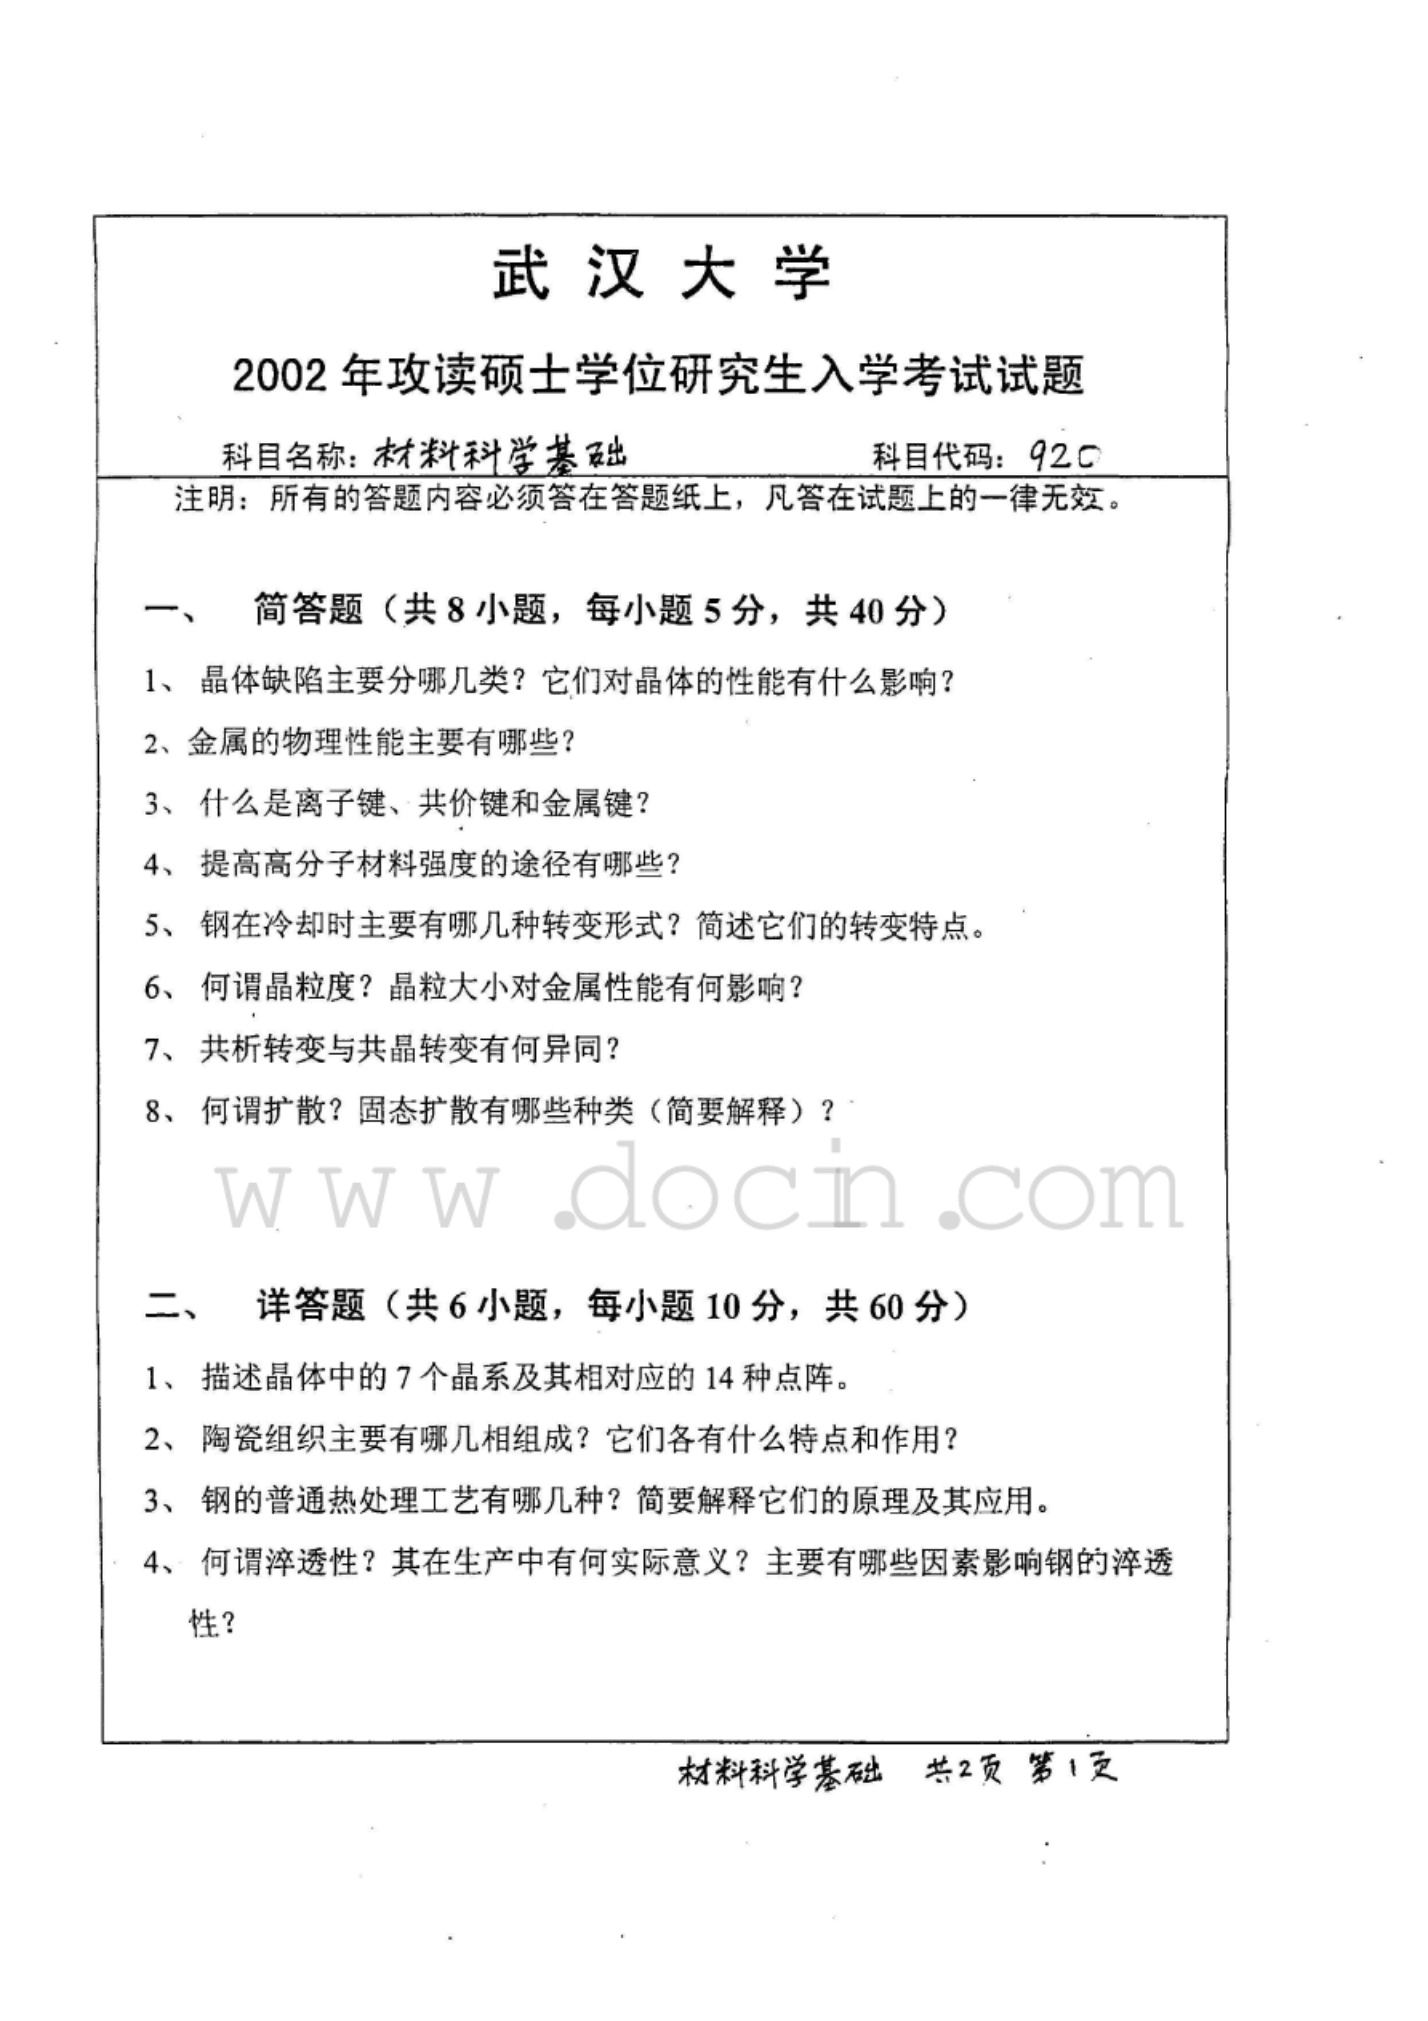 武汉大学
2002 年攻读硕士学位研究生入学考试试题
科目名称：材料科学基础 科目代码：920
注明：所有的答题内容必须答在答题纸上，凡答在试题上的一律无效。
一、 简答题（共 8 小题，每小题 5 分，共 40 分）
1、 晶体缺陷主要分哪几类？它们对晶体的性能有什么影响？
2、金属的物理性能主要有哪些？
3、 什么是离子键、共价键和金属键？
4、 提高高分子材料强度的途径有哪些？
5、 钢在冷却时主要有哪几种转变形式？简述它们的转变特点。
6、 何谓晶粒度？晶粒大小对金属性能有何影响？
7、 共析转变与共晶转变有何异同？
8、 何谓扩散？固态扩散有哪些种类（简要解释）？
www.docin.com
二、 详答题（共 6 小题，每小题 10 分，共 60 分）
1、 描述晶体中的 7 个晶系及其相对应的 14 种点阵。
2、 陶瓷组织主要有哪几相组成？它们各有什么特点和作用？
3、 钢的普通热处理工艺有哪几种？简要解释它们的原理及其应用。
4、 何谓淬透性？其在生产中有何实际意义？主要有哪些因素影响钢的淬透
性？
材料科学基础 共2页 第1页